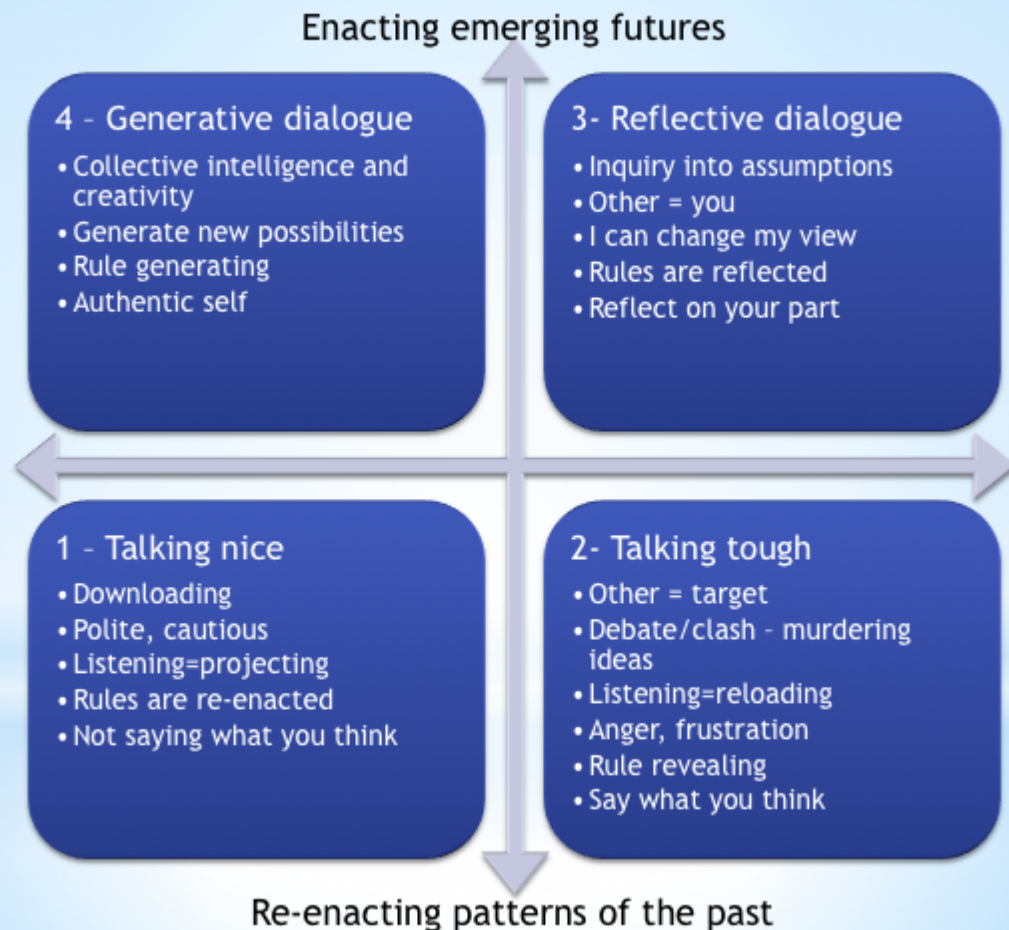 Enacting emerging futures
4 – Generative dialogue
• Collective intelligence and
creativity
• Generate new possibilities
• Rule generating
• Authentic self
3- Reflective dialogue
• Inquiry into assumptions
• Other = you
• I can change my view
• Rules are reflected
• Reflect on your part
1 – Talking nice
• Downloading
• Polite, cautious
• Listening=projecting
• Rules are re-enacted
• Not saying what you think
2- Talking tough
• Other = target
• Debate/clash – murdering
ideas
• Listening=reloading
• Anger, frustration
• Rule revealing
• Say what you think
Re-enacting patterns of the past